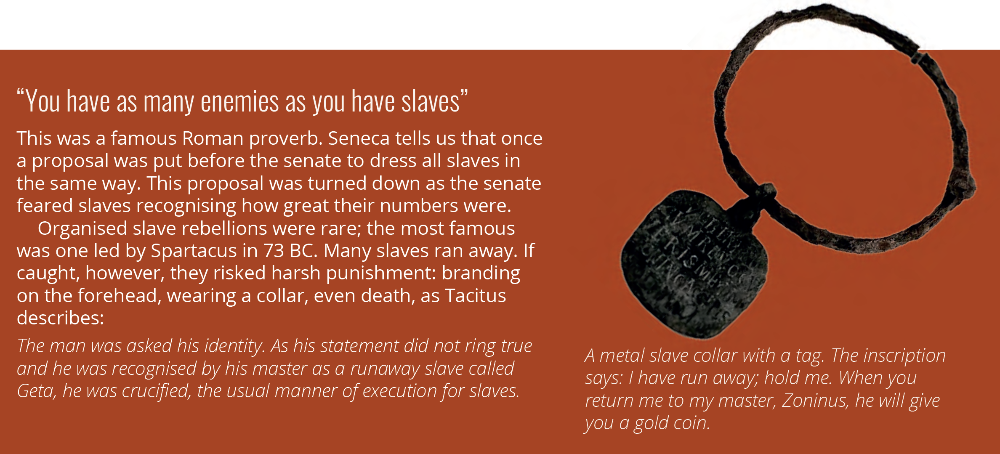 “You have as many enemies as you have slaves”
This was a famous Roman proverb. Seneca tells us that once
a proposal was put before the senate to dress all slaves in
the same way. This proposal was turned down as the senate
feared slaves recognising how great their numbers were.
Organised slave rebellions were rare; the most famous
was one led by Spartacus in 73 BC. Many slaves ran away. If
caught, however, they risked harsh punishment: branding
on the forehead, wearing a collar, even death, as Tacitus
describes:
The man was asked his identity. As his statement did not ring true
and he was recognised by his master as a runaway slave called
Geta, he was crucified, the usual manner of execution for slaves.
A metal slave collar with a tag. The inscription
says: I have run away; hold me. When you
return me to my master, Zoninus, he will give
you a gold coin.